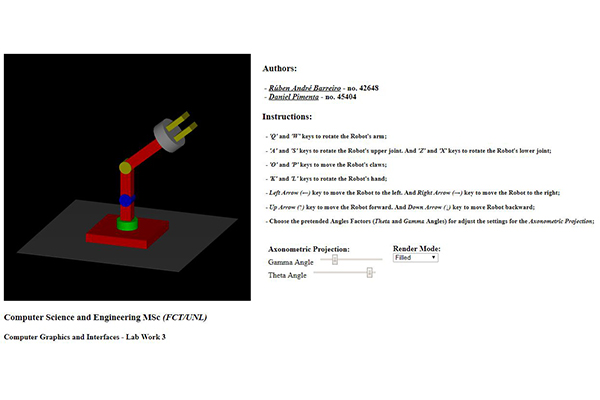 Authors:
- Rúben André Barreiro - no. 42648
- Daniel Pimenta - no. 45404
Instructions:
- 'Q' and 'W' keys to rotate the Robot's arm;
- 'A' and 'S' keys to rotate the Robot's upper joint. And 'Z' and 'X' keys to rotate the Robot's lower joint;
- 'O' and 'P' keys to move the Robot's claws;
- 'K' and 'L' keys to rotate the Robot's hand;
- Left Arrow (←) key to move the Robot to the left. And Right Arrow (→) key to move the Robot to the right;
- Up Arrow (↑) key to move the Robot forward. And Down Arrow (↓) key to move Robot backward;
- Choose the pretended Angles Factors (Theta and Gamma Angles) for adjust the settings for the Axonometric Projection;
Axonometric Projection:
Gamma Angle
Theta Angle
Render Mode:
Filled
Computer Science and Engineering MSc (FCT/UNL)
Computer Graphics and Interfaces - Lab Work 3